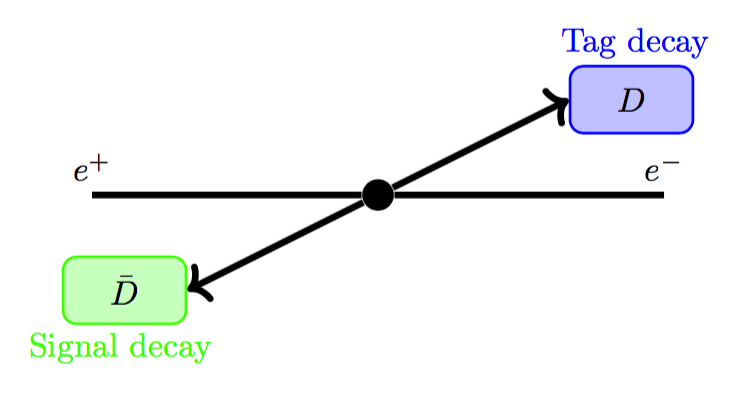 Tag decay
D
e⁺
e⁻
D̄
Signal decay